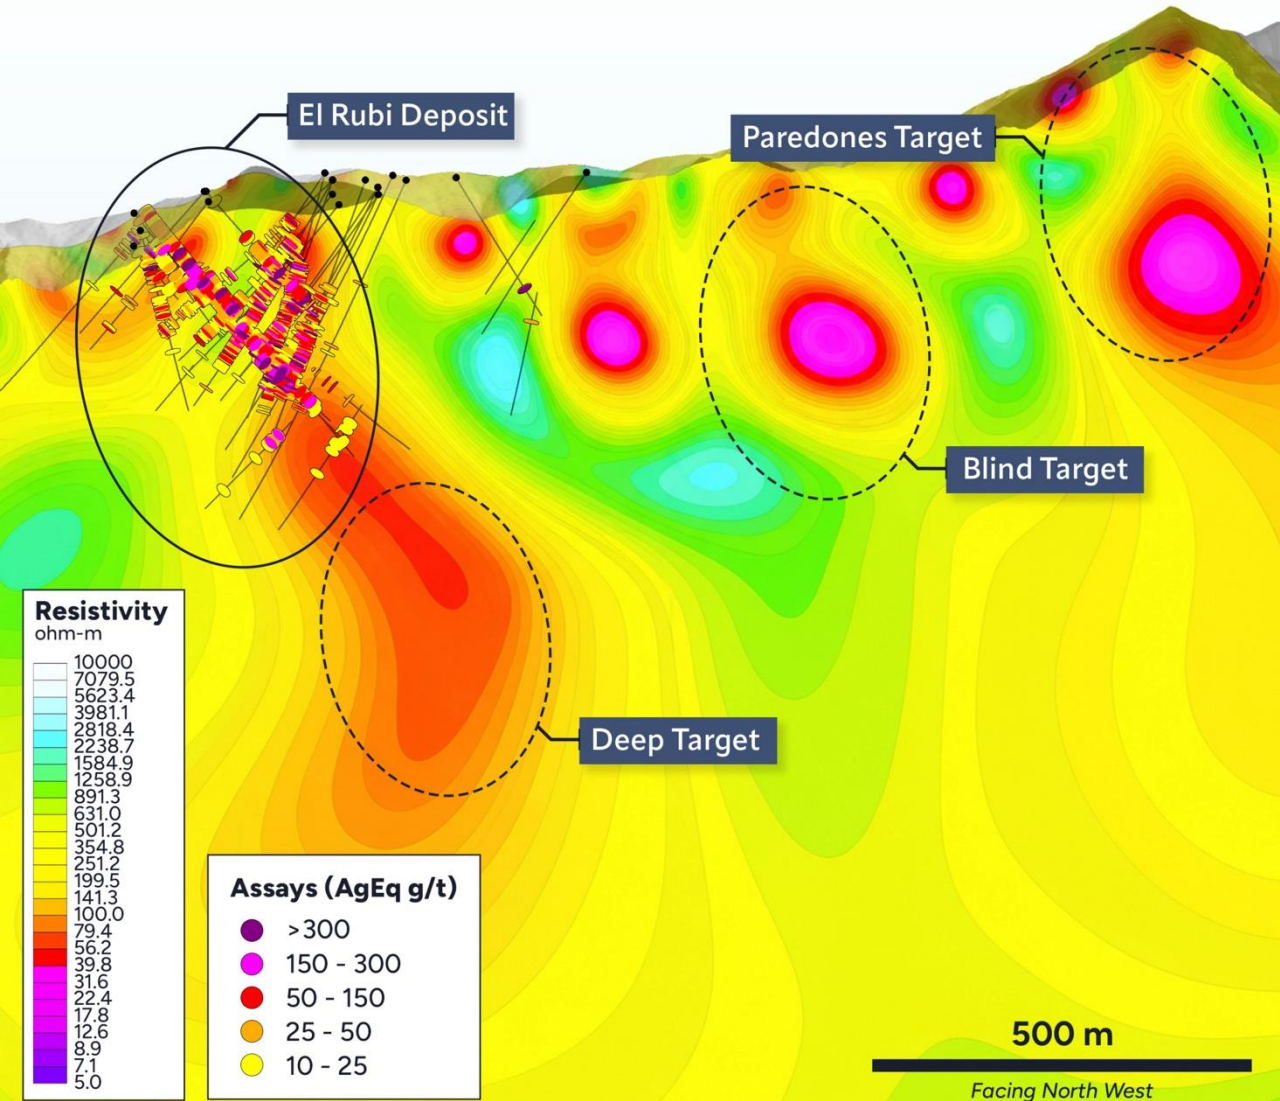 El Rubi Deposit
Paredones Target
Blind Target
Deep Target
Resistivity
ohm-m
10000
7079.5
5623.4
3981.1
2818.4
2238.7
1584.9
1258.9
891.3
631.0
501.2
354.8
251.2
199.5
141.3
100.0
79.4
56.2
39.8
31.6
22.4
17.8
12.6
8.9
7.1
5.0
Assays (AgEq g/t)
>300
150 - 300
50 - 150
25 - 50
10 - 25
500 m
Facing North West